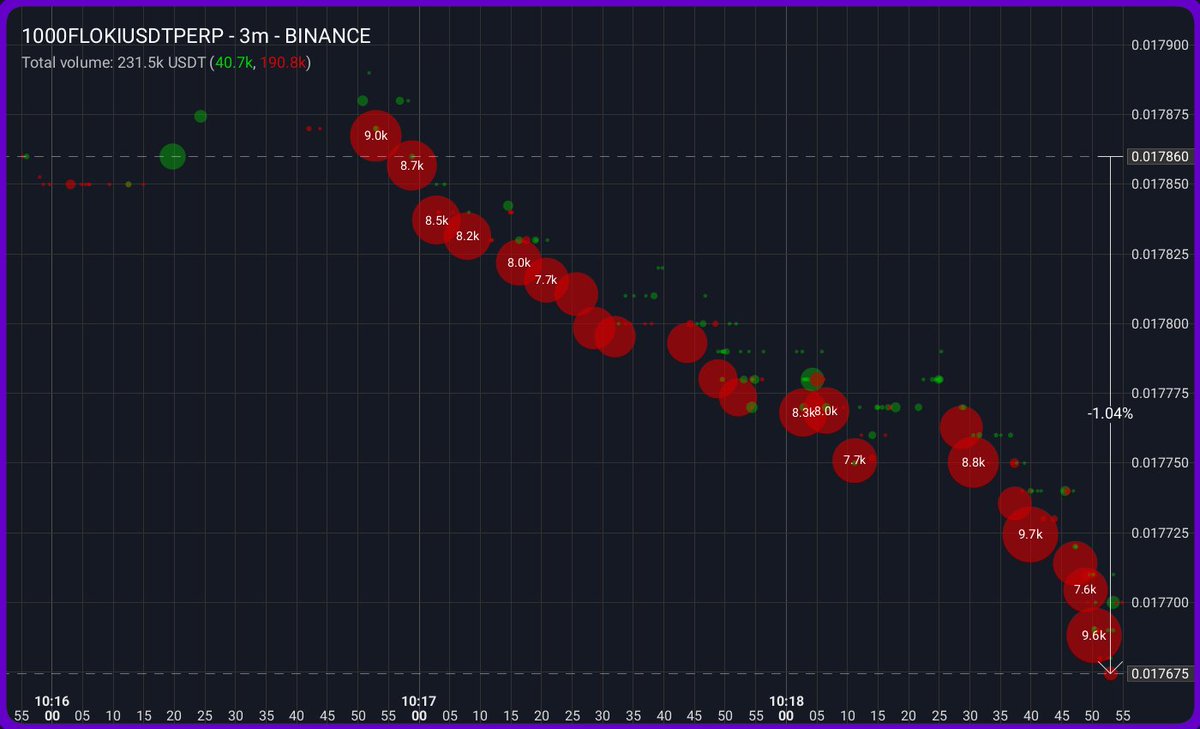 1000FLOKIUSDTPERP - 3m - BINANCE
Total volume: 231.5k USDT (40.7k, 190.8k)
0.017900
0.017875
9.0k
0.017860
8.7k
0.017850
8.5k
8.2k
0.017825
8.0k
7.7k
0.017800
0.017775
8.3k
8.0k
-1.04%
7.7k
8.8k
0.017750
9.7k
0.017725
7.6k
0.017700
9.6k
0.017675
10:16 10:17 10:18
55 00 05 10 15 20 25 30 35 40 45 50 55 00 05 10 15 20 25 30 35 40 45 50 55 00 05 10 15 20 25 30 35 40 45 50 55